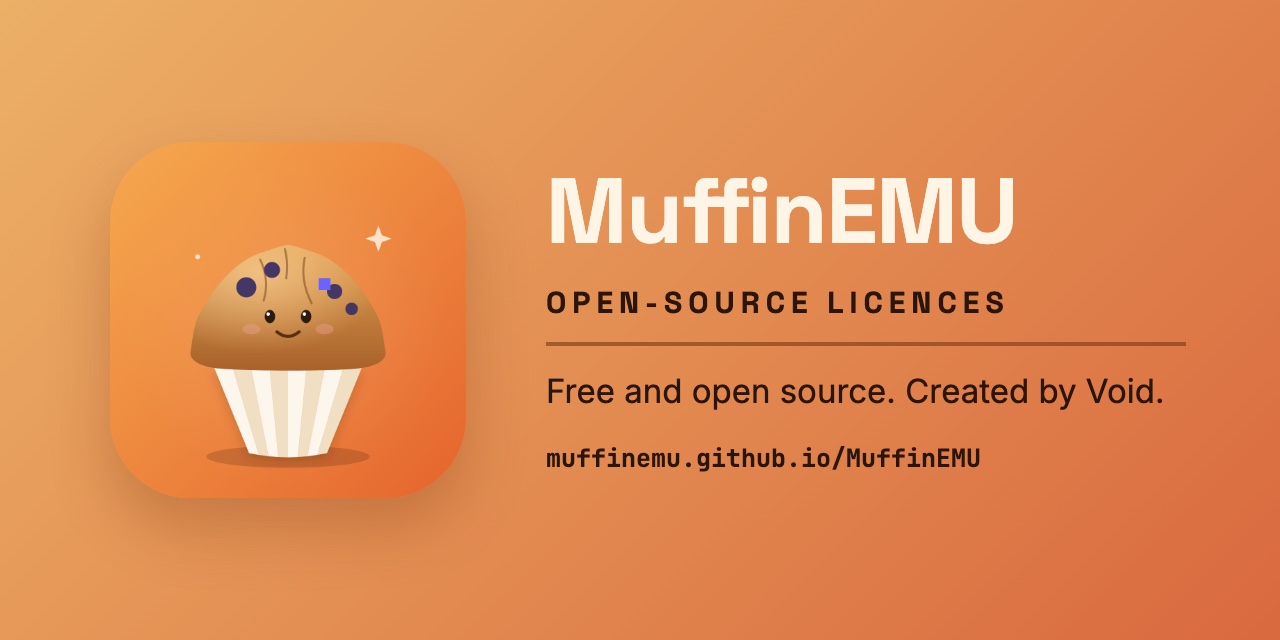 MuffinEMU
OPEN-SOURCE LICENCES
Free and open source. Created by Void.
muffinemu.github.io/MuffinEMU